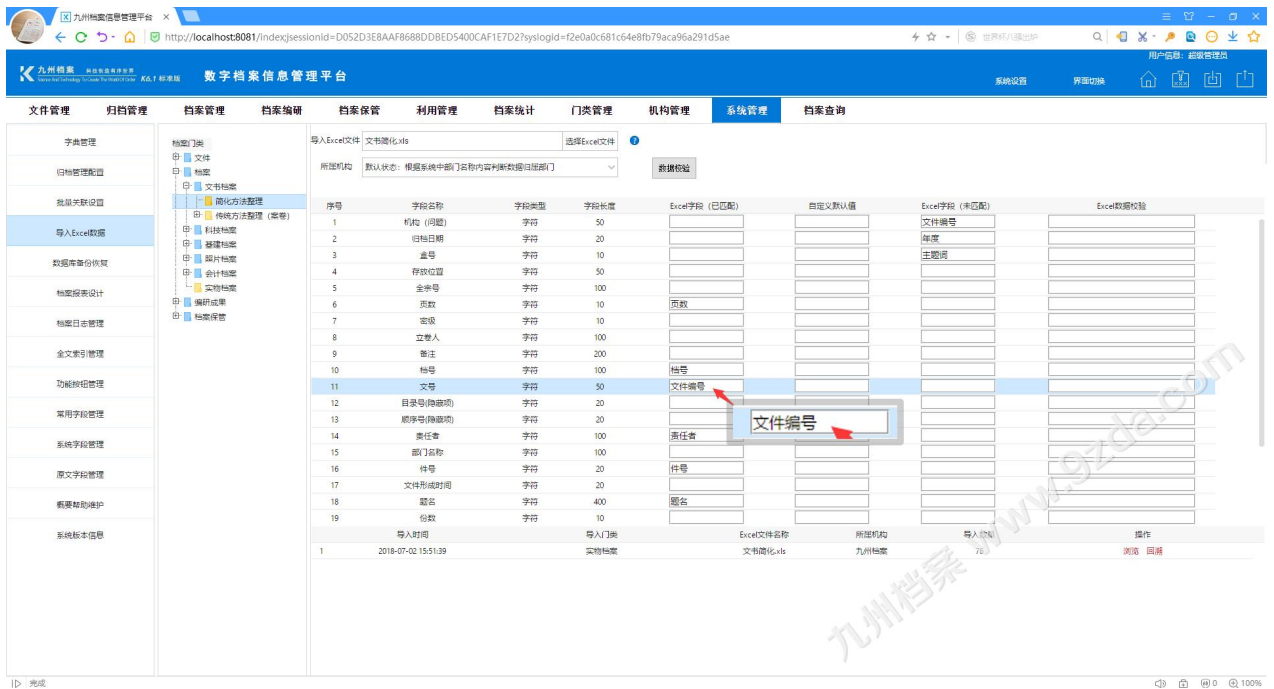 九州档案信息管理平台
http://localhost:8081/index;jsessionid=D052D3E8AAF8688DDBED5400CAF1E7D2?syslogid=f2e0a0c681c64e8fb79aca96a291d5ae
世界杯八强出炉
用户信息：超级管理员
九州档案 科技创造有序世界 K6.1 标准版 数字档案信息管理平台 系统设置 界面切换
文件管理 归档管理 档案管理 档案编研 档案保管 利用管理 档案统计 门类管理 机构管理 系统管理 档案查询
字典管理
归档管理配置
批量关联设置
导入Excel数据
数据库备份恢复
档案报表设计
档案日志管理
全文索引管理
功能按钮管理
常用字段管理
系统字段管理
原文字段管理
概要帮助维护
系统版本信息
档案门类
文件
档案
文书档案
简化方法整理
传统方法整理（案卷）
科技档案
基建档案
照片档案
会计档案
实物档案
编研成果
档案保管
导入Excel文件 文书简化.xls 选择Excel文件
所属机构 默认状态：根据系统中部门名称内容判断数据归属部门 数据校验
序号 字段名称 字段类型 字段长度 Excel字段（已匹配） 自定义默认值 Excel字段（未匹配） Excel数据校验
1 机构（问题） 字符 50 文件编号
2 归档日期 字符 20 年度
3 盒号 字符 10 主题词
4 存放位置 字符 50
5 全宗号 字符 100
6 页数 字符 10 页数
7 密级 字符 10
8 立卷人 字符 100
9 备注 字符 200
10 档号 字符 100 档号
11 文号 字符 50 文件编号
12 目录号(隐蔽项) 字符 20
文件编号
13 顺序号(隐蔽项) 字符 20
14 责任者 字符 100 责任者
15 部门名称 字符 100
16 件号 字符 20 件号
17 文件形成时间 字符 20
18 题名 字符 400 题名
19 份数 字符 10
导入时间 导入门类 Excel文件名称 所属机构 导入数量 操作
1 2018-07-02 15:51:39 实物档案 文书简化.xls 九州档案 76 浏览 回溯
九州档案 www.9zda.com
完成 0 100%